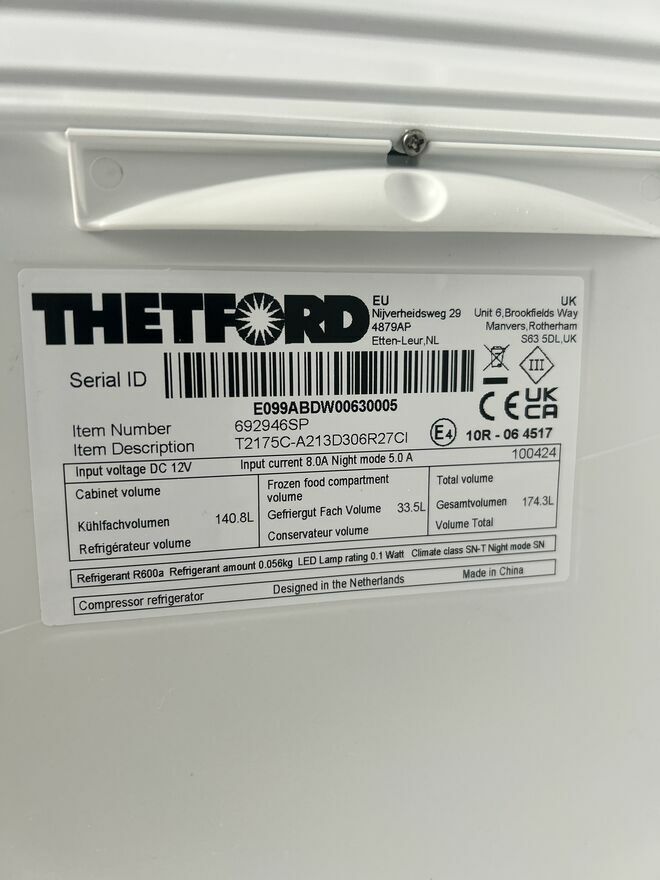 THETFORD
EU
Nijverheidsweg 29
4879AP
Etten-Leur,NL
UK
Unit 6,Brookfields Way
Manvers,Rotherham
S63 5DL,UK
Serial ID
E099ABDW00630005
III
CE UK CA
Item Number 692946SP
Item Description T2175C-A213D306R27CI
E4 10R - 06 4517
100424
Input voltage DC 12V Input current 8.0A Night mode 5.0 A
Cabinet volume
Kühlfachvolumen 140.8L
Refrigérateur volume
Frozen food compartment
volume
Gefriergut Fach Volume 33.5L
Conservateur volume
Total volume
Gesamtvolumen 174.3L
Volume Total
Refrigerant R600a Refrigerant amount 0.056kg LED Lamp rating 0.1 Watt Climate class SN-T Night mode SN
Compressor refrigerator Designed in the Netherlands Made in China